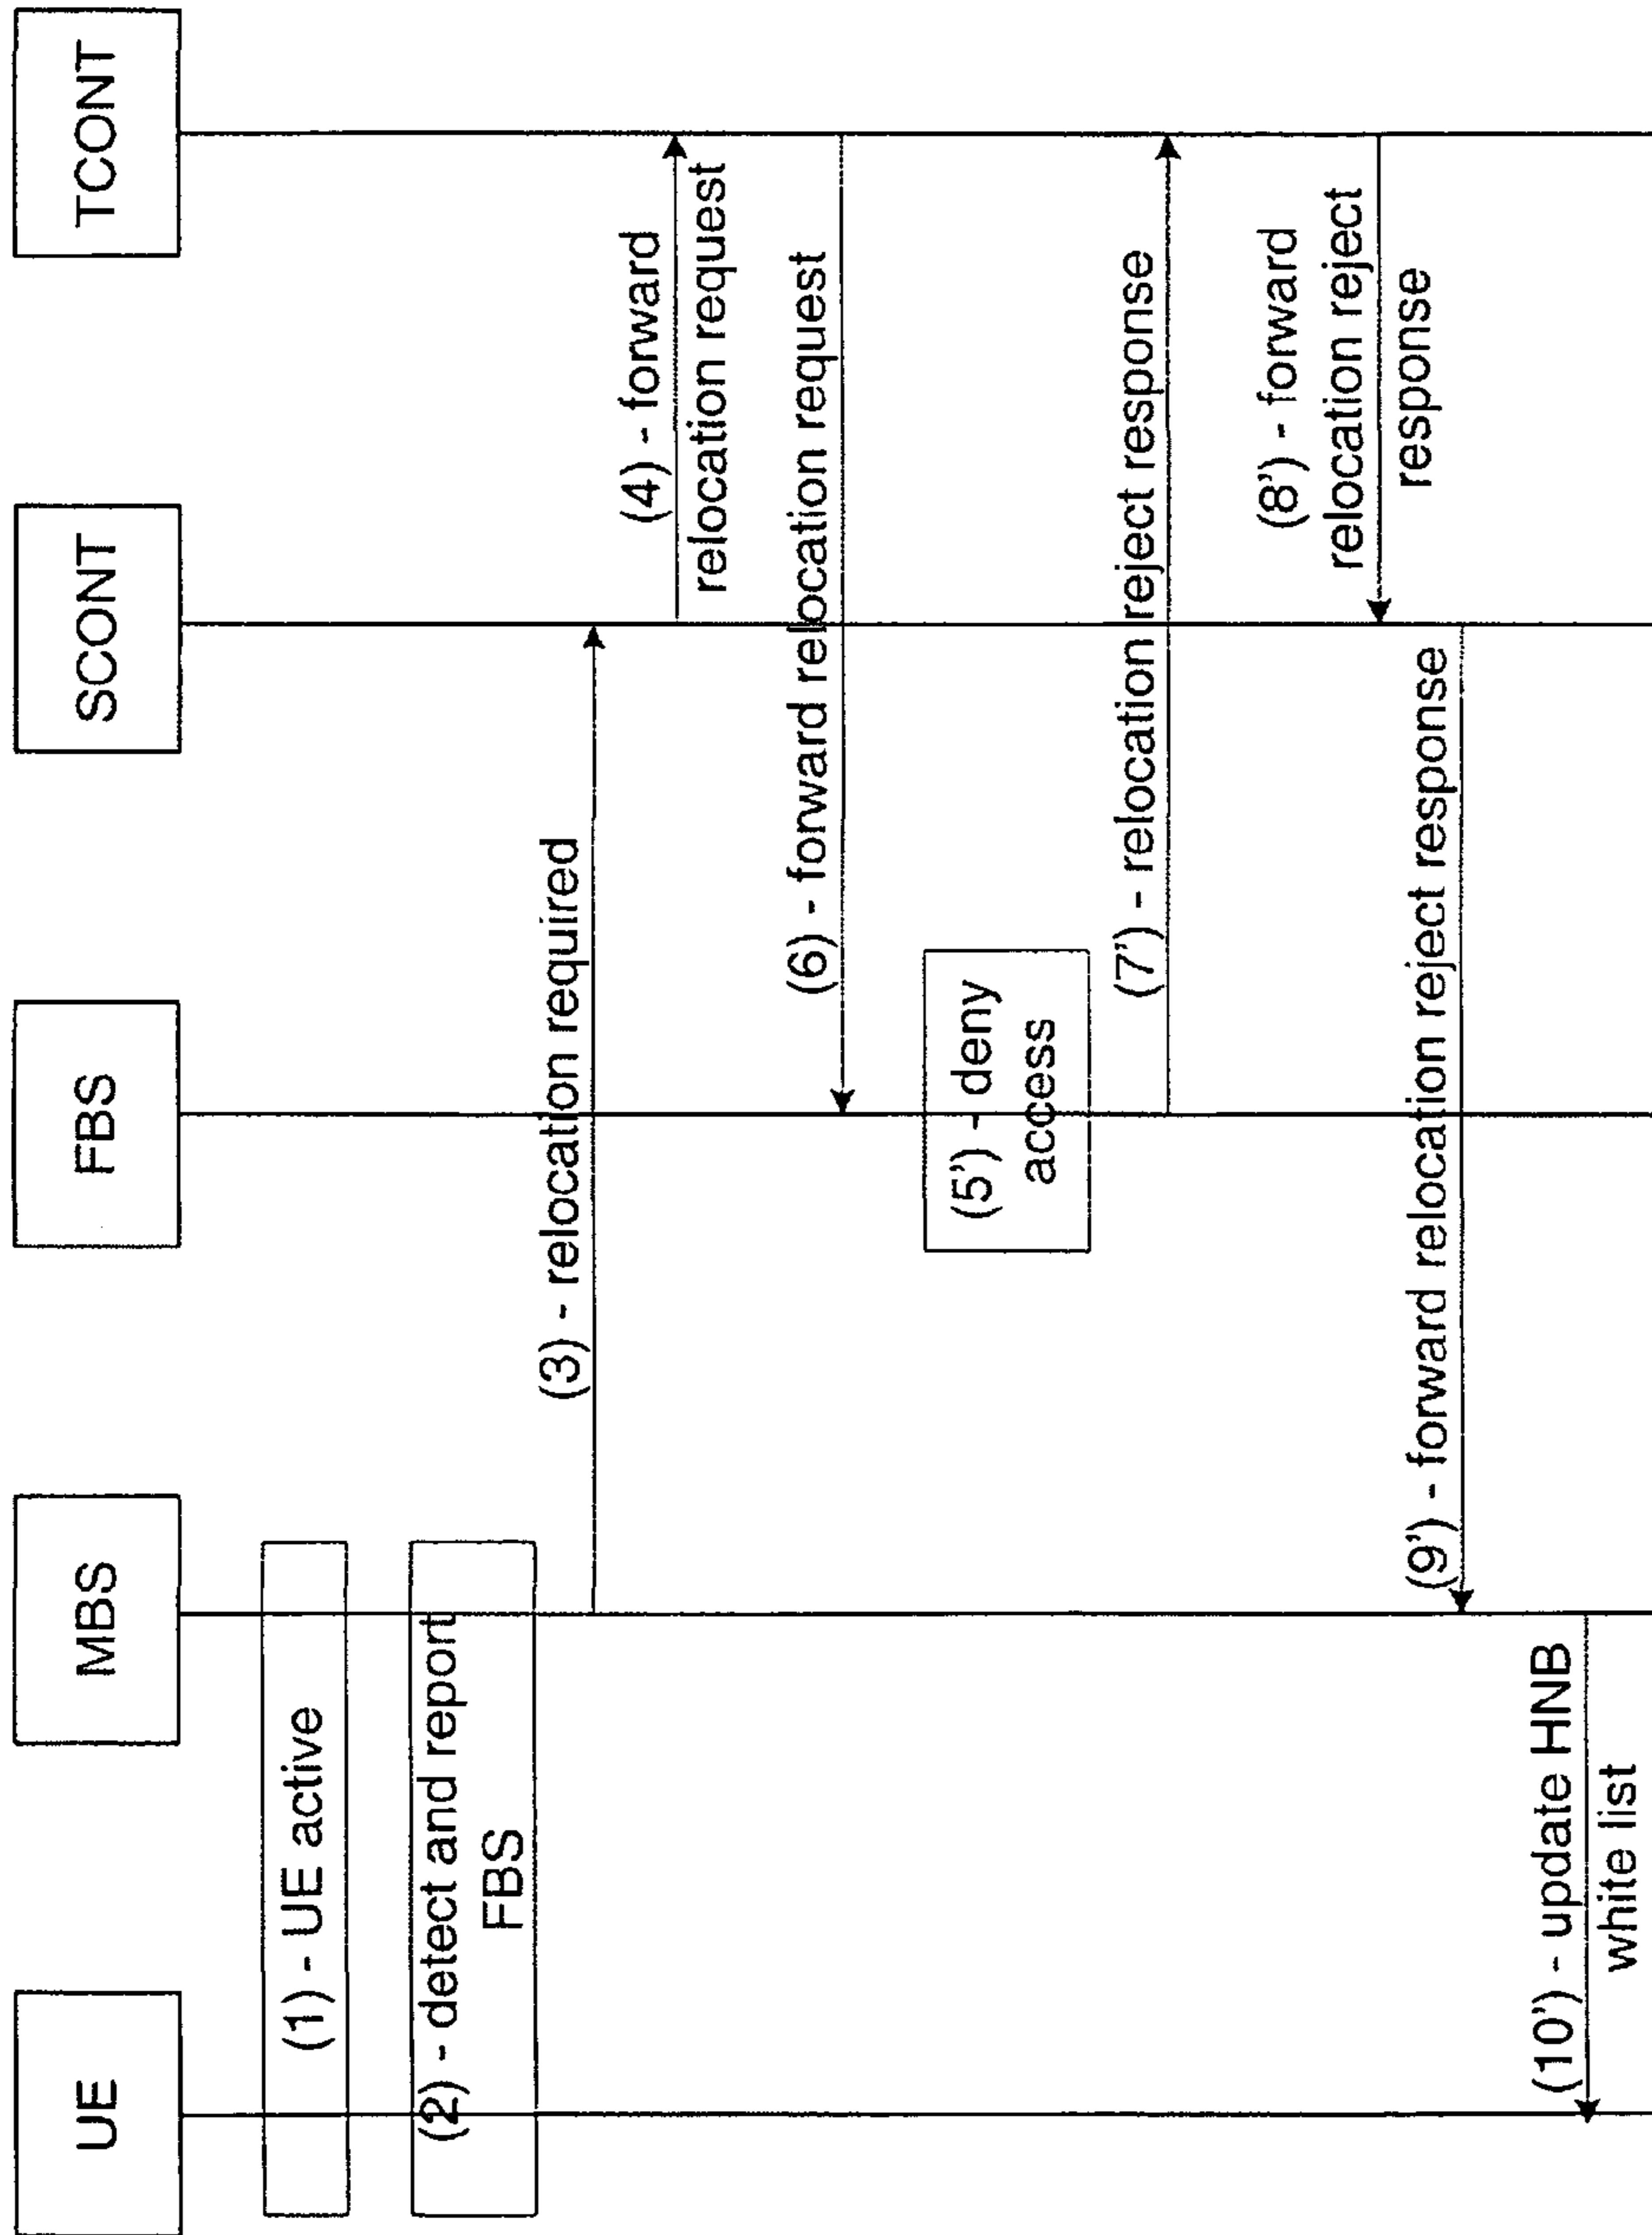 UE
MBS
FBS
SCONT
TCONT
(1) - UE active
(2) - detect and report
FBS
(3) - relocation required
(4) - forward
relocation request
(6) - forward relocation request
(5') - deny
access
(7') - relocation reject response
(8') - forward
relocation reject
response
(9') - forward relocation reject response
(10') - update HNB
white list